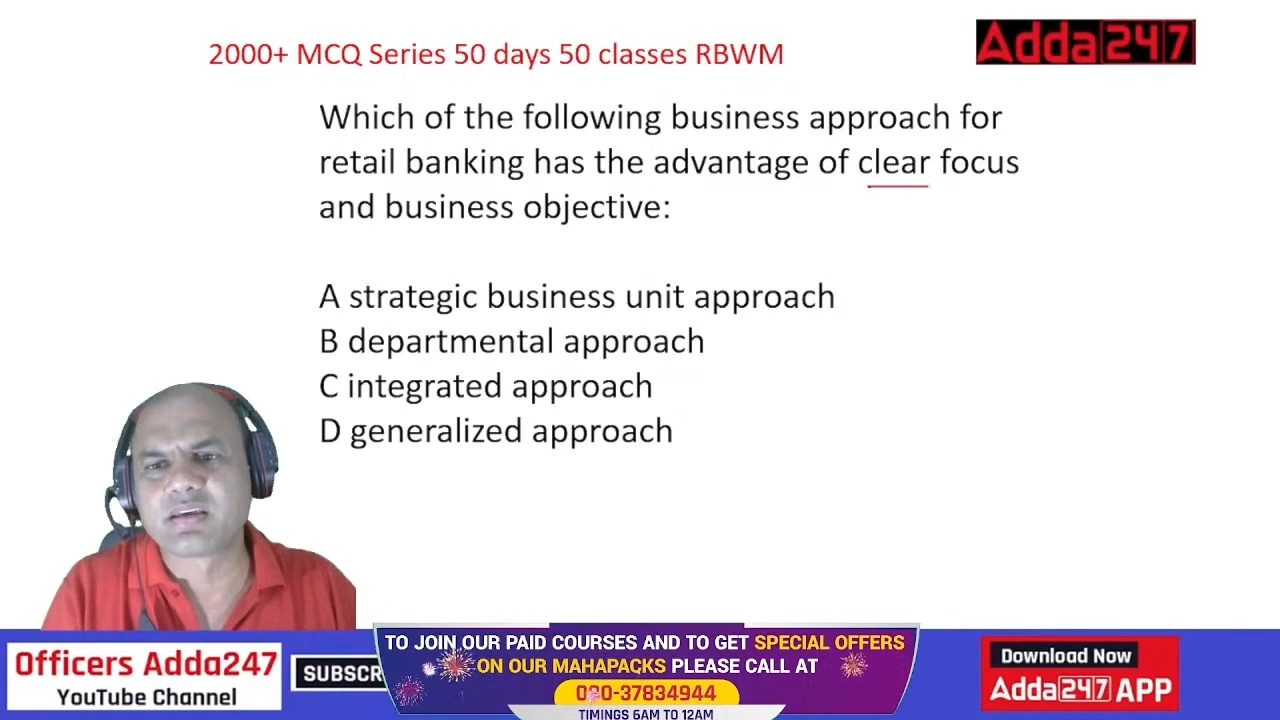 2000+ MCQ Series 50 days 50 classes RBWM
Adda247
Which of the following business approach for
retail banking has the advantage of clear focus
and business objective:
A strategic business unit approach
B departmental approach
C integrated approach
D generalized approach
Officers Adda247
YouTube Channel
SUBSCR
TO JOIN OUR PAID COURSES AND TO GET SPECIAL OFFERS
ON OUR MAHAPACKS PLEASE CALL AT
080-37834944
TIMINGS 6AM TO 12AM
Download Now
Adda247 APP